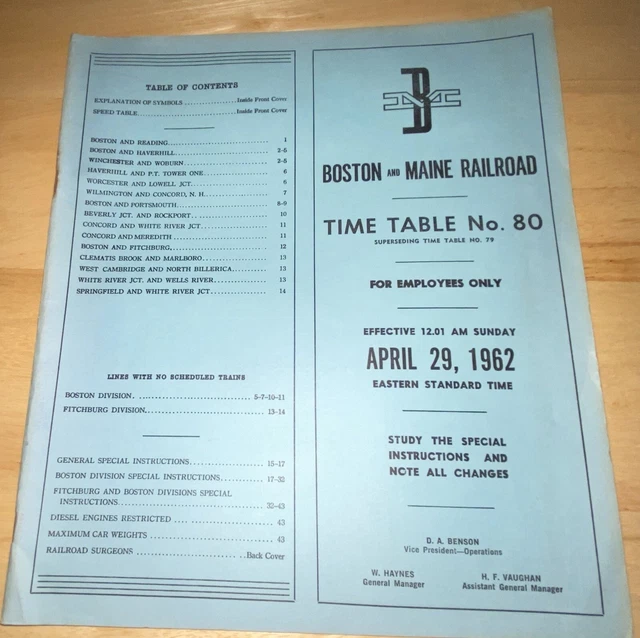 TABLE OF CONTENTS
EXPLANATION OF SYMBOLS ..................Inside Front Cover
SPEED TABLE..................Inside Front Cover
BOSTON AND READING.................. 1
BOSTON AND HAVERHILL.................. 2-5
WINCHESTER AND WOBURN.................. 2-5
HAVERHILL AND P.T. TOWER ONE.................. 6
WORCESTER AND LOWELL JCT.................. 6
WILMINGTON AND CONCORD, N. H.................. 7
BOSTON AND PORTSMOUTH.................. 8-9
BEVERLY JCT. AND ROCKPORT.................. 10
CONCORD AND WHITE RIVER JCT.................. 11
CONCORD AND MEREDITH.................. 11
BOSTON AND FITCHBURG.................. 12
CLEMATIS BROOK AND MARLBORO.................. 13
WEST CAMBRIDGE AND NORTH BILLERICA.................. 13
WHITE RIVER JCT. AND WELLS RIVER.................. 13
SPRINGFIELD AND WHITE RIVER JCT.................. 14
LINES WITH NO SCHEDULED TRAINS
BOSTON DIVISION..................5-7-10-11
FITCHBURG DIVISION..................13-14
GENERAL SPECIAL INSTRUCTIONS..................15-17
BOSTON DIVISION SPECIAL INSTRUCTIONS..................17-32
FITCHBURG AND BOSTON DIVISIONS SPECIAL
INSTRUCTIONS..................32-43
DIESEL ENGINES RESTRICTED ..................43
MAXIMUM CAR WEIGHTS ..................43
RAILROAD SURGEONS ..................Back Cover
BM
BOSTON AND MAINE RAILROAD
TIME TABLE No. 80
SUPERSEDING TIME TABLE NO. 79
FOR EMPLOYEES ONLY
EFFECTIVE 12.01 AM SUNDAY
APRIL 29, 1962
EASTERN STANDARD TIME
STUDY THE SPECIAL
INSTRUCTIONS AND
NOTE ALL CHANGES
D. A. BENSON
Vice President—Operations
W. HAYNES
General Manager
H. F. VAUGHAN
Assistant General Manager